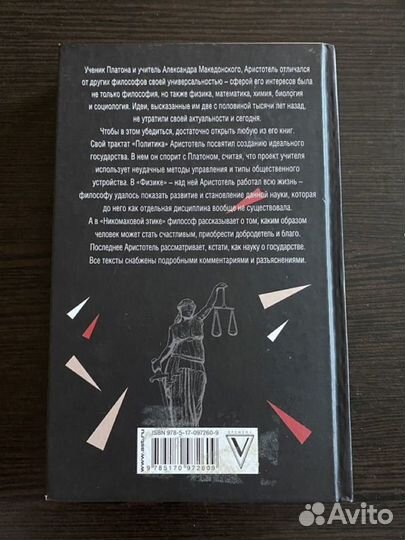 Ученик Платона и учитель Александра Македонского, Аристотель отличался
от других философов своей универсальностью – сферой его интересов была
не только философия, но также физика, математика, химия, биология
и социология. Идеи, высказанные им две с половиной тысячи лет назад,
не утратили своей актуальности и сегодня.
Чтобы в этом убедиться, достаточно открыть любую из его книг.
Свой трактат «Политика» Аристотель посвятил созданию идеального
государства. В нем он спорит с Платоном, считая, что проект учителя
использует неудачные методы управления и типы общественного
устройства. В «Физике» – над ней Аристотель работал всю жизнь –
философу удалось показать развитие и становление данной науки, которая
до него как отдельная дисциплина вообще не существовала.
А в «Никомаховой этике» философ рассказывает о том, каким образом
человек может стать счастливым, приобрести добродетель и благо.
Последнее Аристотель рассматривает, кстати, как науку о государстве.
Все тексты снабжены подробными комментариями и разъяснениями.
www.ast.ru
ISBN 978-5-17-097260-9
9785170972609
V
Avito